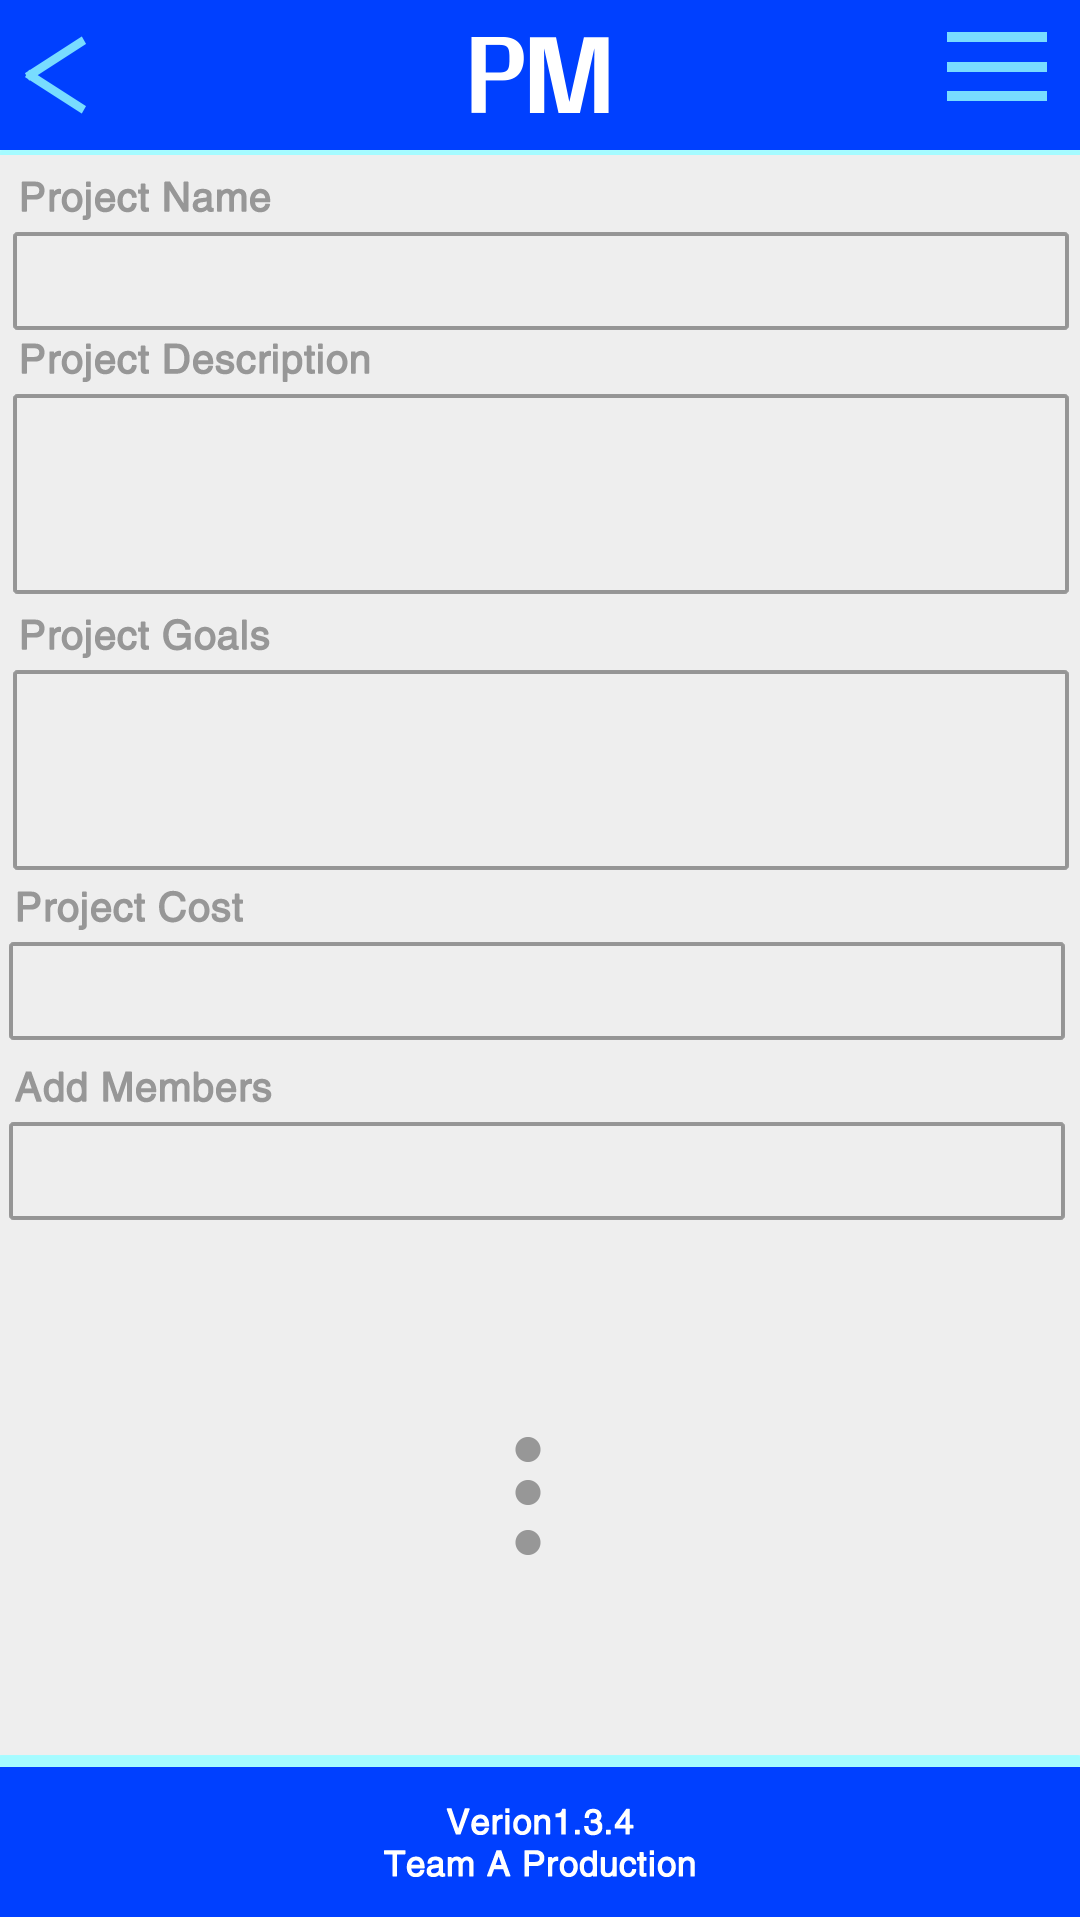 PM
Project Name
Project Description
Project Goals
Project Cost
Add Members
Verion1.3.4
Team A Production